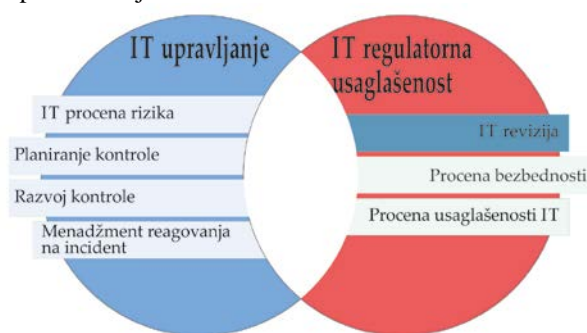 IT upravljanje
IT procena rizika
Planiranje kontrole
Razvoj kontrole
Menadžment reagovanja
na incident
IT regulatorna
usaglašenost
IT revizija
Procena bezbednosti
Procena usaglašenosti IT